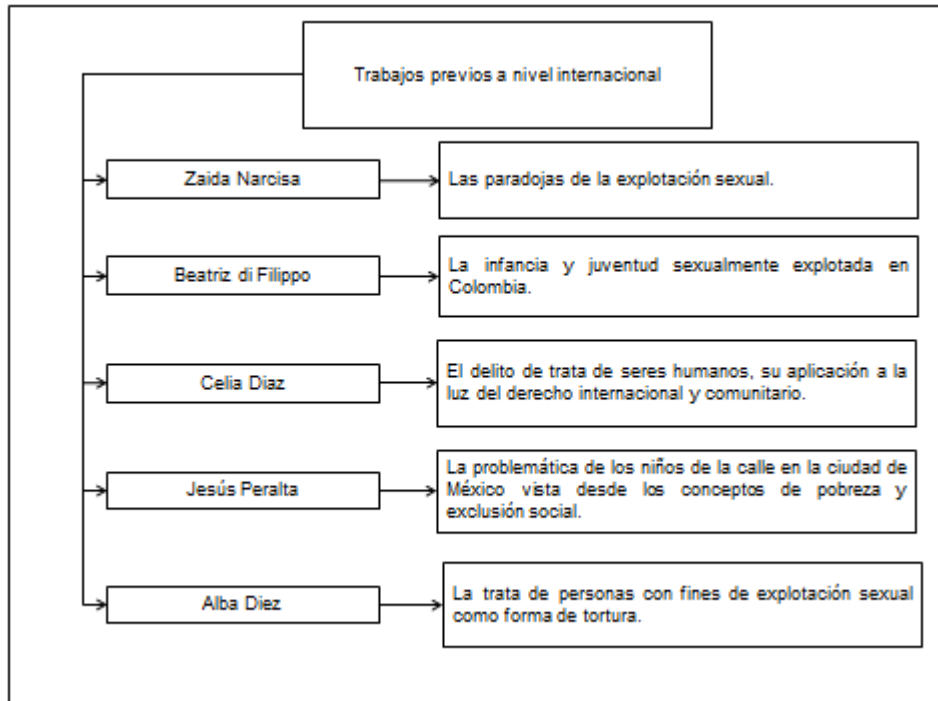 Trabajos previos a nivel internacional
Zaida Narcisa
Las paradojas de la explotación sexual.
Beatriz di Filippo
La infancia y juventud sexualmente explotada en
Colombia.
Celia Diaz
El delito de trata de seres humanos, su aplicación a la
luz del derecho internacional y comunitario.
Jesús Peralta
La problemática de los niños de la calle en la ciudad de
México vista desde los conceptos de pobreza y
exclusión social.
Alba Diez
La trata de personas con fines de explotación sexual
como forma de tortura.